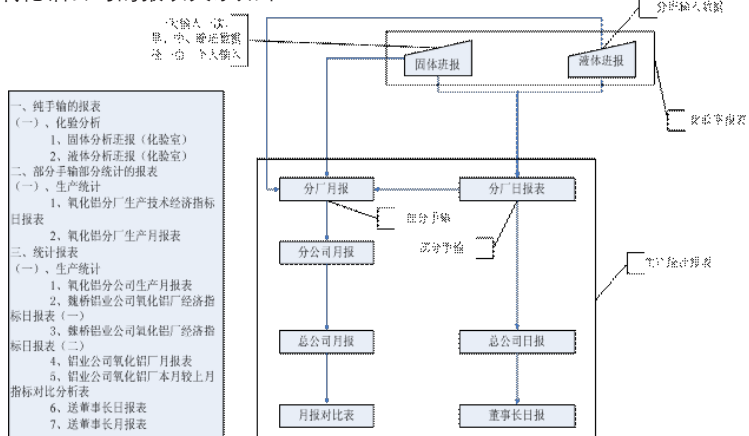 固体班报
液体班报
一、纯手输的报表
（一）、化验分析
1、固体分析班报（化验室）
2、液体分析班报（化验室）
二、部分手输部分统计的报表
（一）、生产统计
1、氧化铝分厂生产技术经济指标
日报表
2、氧化铝分厂生产月报表
三、统计报表
（一）、生产统计
1、氧化铝分公司生产月报表
2、魏桥铝业公司氧化铝厂经济指
标日报表（一）
3、魏桥铝业公司氧化铝厂经济指
标日报表（二）
4、铝业公司氧化铝厂月报表
5、铝业公司氧化铝厂本月较上月
指标对比分析表
6、送董事长日报表
7、送董事长月报表
分厂月报
分厂日报表
部分手输
部分手输
分公司月报
总公司月报
总公司日报
月报对比表
董事长日报